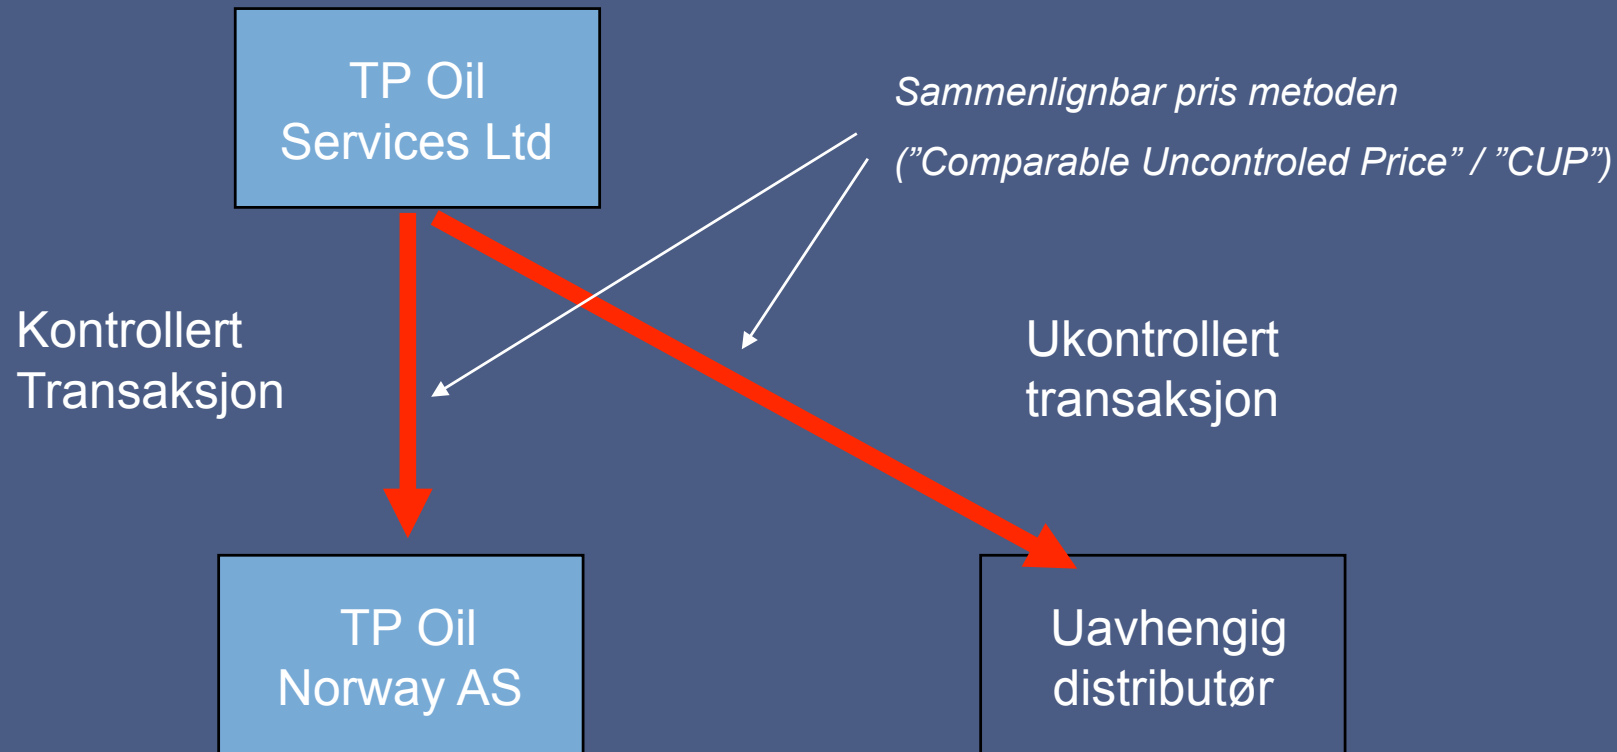 TP Oil
Services Ltd
Sammenlignbar pris metoden
(”Comparable Uncontroled Price” / ”CUP”)
Kontrollert
Transaksjon
Ukontrollert
transaksjon
TP Oil
Norway AS
Uavhengig
distributør